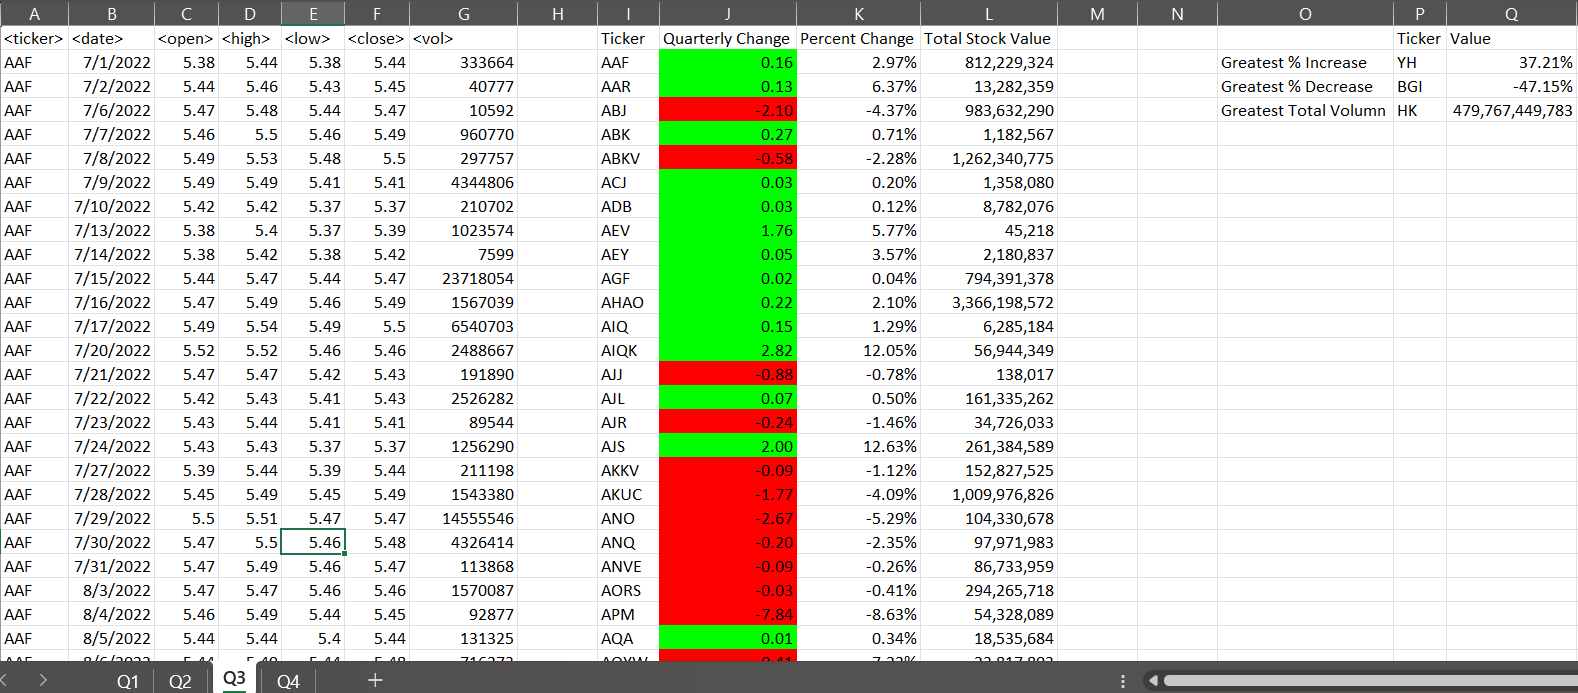 A B C D E F G H I J K L M N O P Q
<ticker> <date> <open> <high> <low> <close> <vol> Ticker Quarterly Change Percent Change Total Stock Value Ticker Value
AAF 7/1/2022 5.38 5.44 5.38 5.44 333664 AAF 0.16 2.97% 812,229,324 Greatest % Increase YH 37.21%
AAF 7/2/2022 5.44 5.46 5.43 5.45 40777 AAR 0.13 6.37% 13,282,359 Greatest % Decrease BGI -47.15%
AAF 7/6/2022 5.47 5.48 5.44 5.47 10592 ABJ -2.10 -4.37% 983,632,290 Greatest Total Volumn HK 479,767,449,783
AAF 7/7/2022 5.46 5.5 5.46 5.49 960770 ABK 0.27 0.71% 1,182,567
AAF 7/8/2022 5.49 5.53 5.48 5.5 297757 ABKV -0.58 -2.28% 1,262,340,775
AAF 7/9/2022 5.49 5.49 5.41 5.41 4344806 ACJ 0.03 0.20% 1,358,080
AAF 7/10/2022 5.42 5.42 5.37 5.37 210702 ADB 0.03 0.12% 8,782,076
AAF 7/13/2022 5.38 5.4 5.37 5.39 1023574 AEV 1.76 5.77% 45,218
AAF 7/14/2022 5.38 5.42 5.38 5.42 7599 AEY 0.05 3.57% 2,180,837
AAF 7/15/2022 5.44 5.47 5.44 5.47 23718054 AGF 0.02 0.04% 794,391,378
AAF 7/16/2022 5.47 5.49 5.46 5.49 1567039 AHAO 0.22 2.10% 3,366,198,572
AAF 7/17/2022 5.49 5.54 5.49 5.5 6540703 AIQ 0.15 1.29% 6,285,184
AAF 7/20/2022 5.52 5.52 5.46 5.46 2488667 AIQK 2.82 12.05% 56,944,349
AAF 7/21/2022 5.47 5.47 5.42 5.43 191890 AJJ -0.88 -0.78% 138,017
AAF 7/22/2022 5.42 5.43 5.41 5.43 2526282 AJL 0.07 0.50% 161,335,262
AAF 7/23/2022 5.43 5.44 5.41 5.41 89544 AJR -0.24 -1.46% 34,726,033
AAF 7/24/2022 5.43 5.43 5.37 5.37 1256290 AJS 2.00 12.63% 261,384,589
AAF 7/27/2022 5.39 5.44 5.39 5.44 211198 AKKV -0.09 -1.12% 152,827,525
AAF 7/28/2022 5.45 5.49 5.45 5.49 1543380 AKUC -1.77 -4.09% 1,009,976,826
AAF 7/29/2022 5.5 5.51 5.47 5.47 14555546 ANO -2.67 -5.29% 104,330,678
AAF 7/30/2022 5.47 5.5 5.46 5.48 4326414 ANQ -0.20 -2.35% 97,971,983
AAF 7/31/2022 5.47 5.49 5.46 5.47 113868 ANVE -0.09 -0.26% 86,733,959
AAF 8/3/2022 5.47 5.47 5.46 5.46 1570087 AORS -0.03 -0.41% 294,265,718
AAF 8/4/2022 5.46 5.49 5.44 5.45 92877 APM -7.84 -8.63% 54,328,089
AAF 8/5/2022 5.44 5.44 5.4 5.44 131325 AQA 0.01 0.34% 18,535,684
Q1 Q2 Q3 Q4